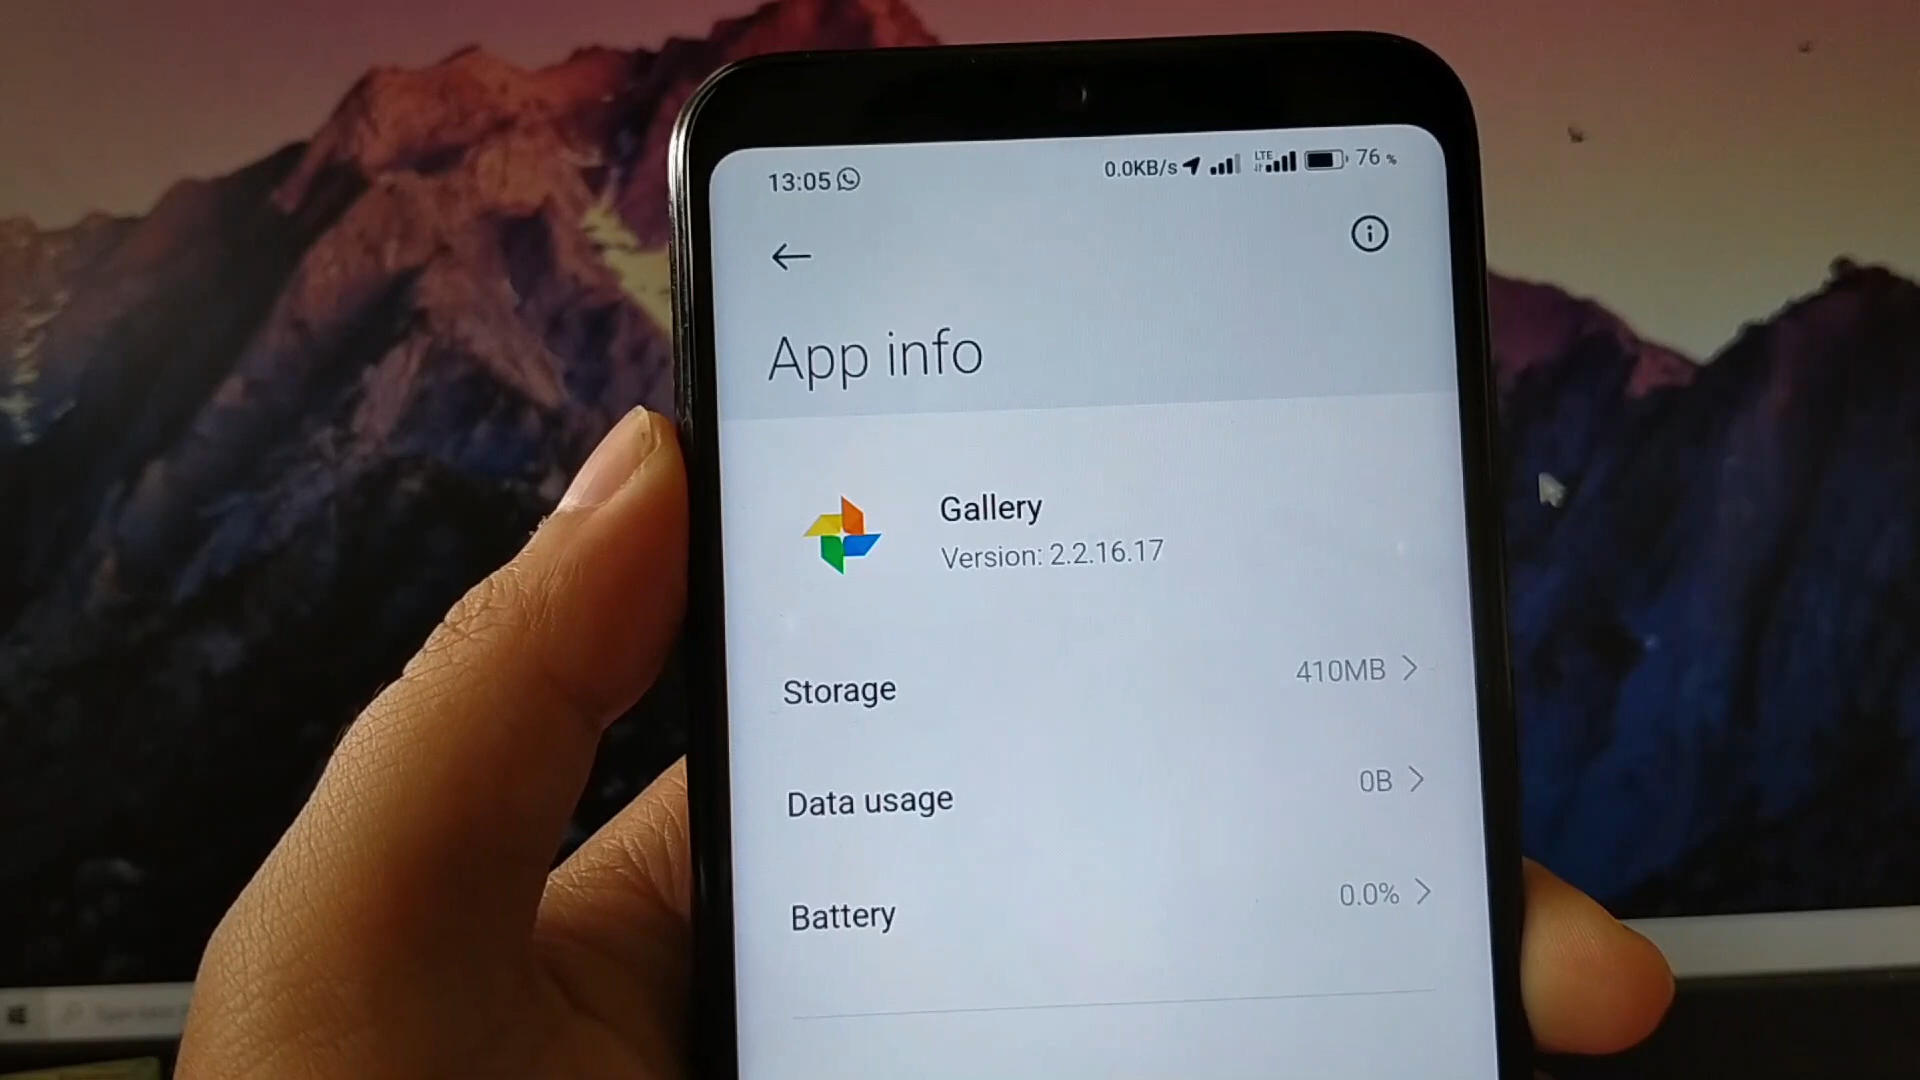 13:05 0.0KB/s LTE 76 %
App info
Gallery
Version: 2.2.16.17
Storage 410MB
Data usage 0B
Battery 0.0%